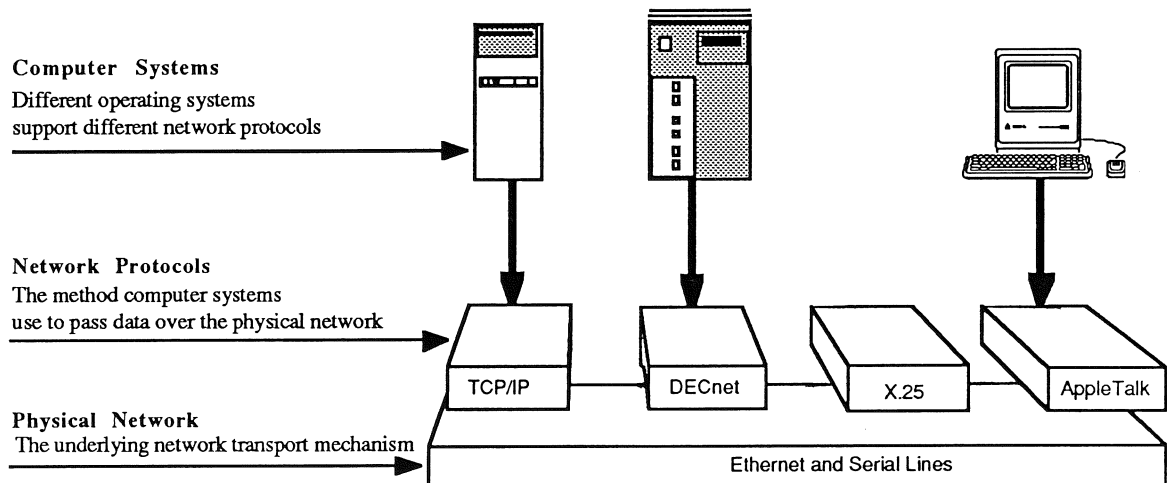 Computer Systems
Different operating systems
support different network protocols
Network Protocols
The method computer systems
use to pass data over the physical network
TCP/IP
DECnet
X.25
AppleTalk
Physical Network
The underlying network transport mechanism
Ethernet and Serial Lines